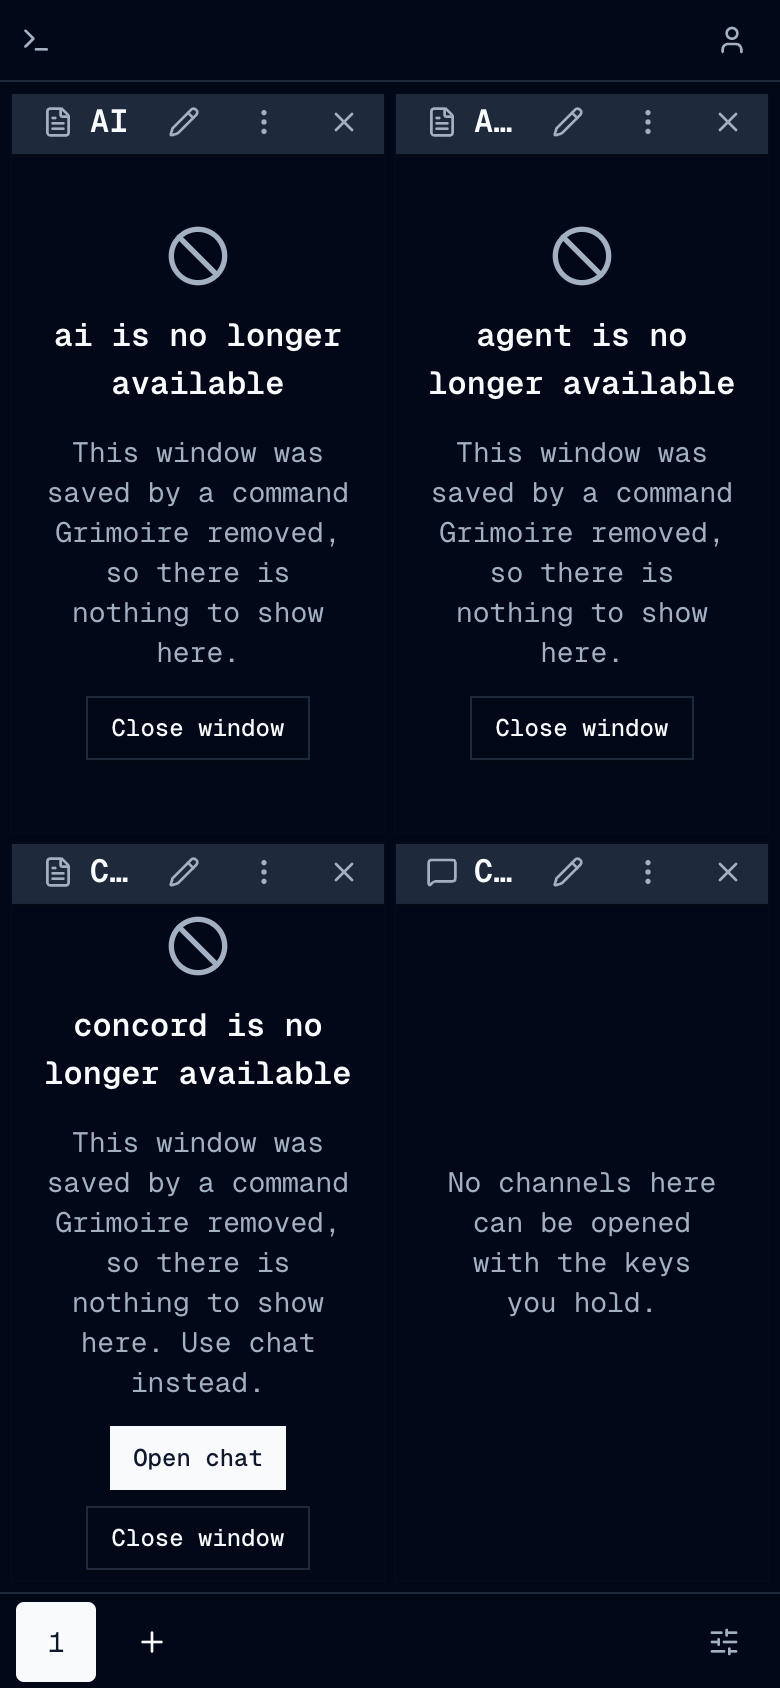 AI
ai is no longer
available
This window was
saved by a command
Grimoire removed,
so there is
nothing to show
here.
Close window
A…
agent is no
longer available
This window was
saved by a command
Grimoire removed,
so there is
nothing to show
here.
Close window
C…
concord is no
longer available
This window was
saved by a command
Grimoire removed,
so there is
nothing to show
here. Use chat
instead.
Open chat
Close window
C…
No channels here
can be opened
with the keys
you hold.
1